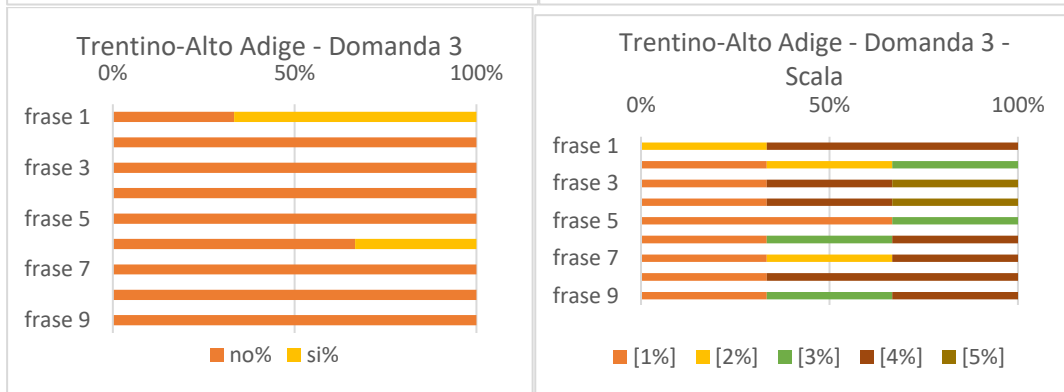 Trentino-Alto Adige - Domanda 3
0% 50% 100%
frase 1
frase 3
frase 5
frase 7
frase 9
no% si%
Trentino-Alto Adige - Domanda 3 -
Scala
0% 50% 100%
frase 1
frase 3
frase 5
frase 7
frase 9
[1%] [2%] [3%] [4%] [5%]